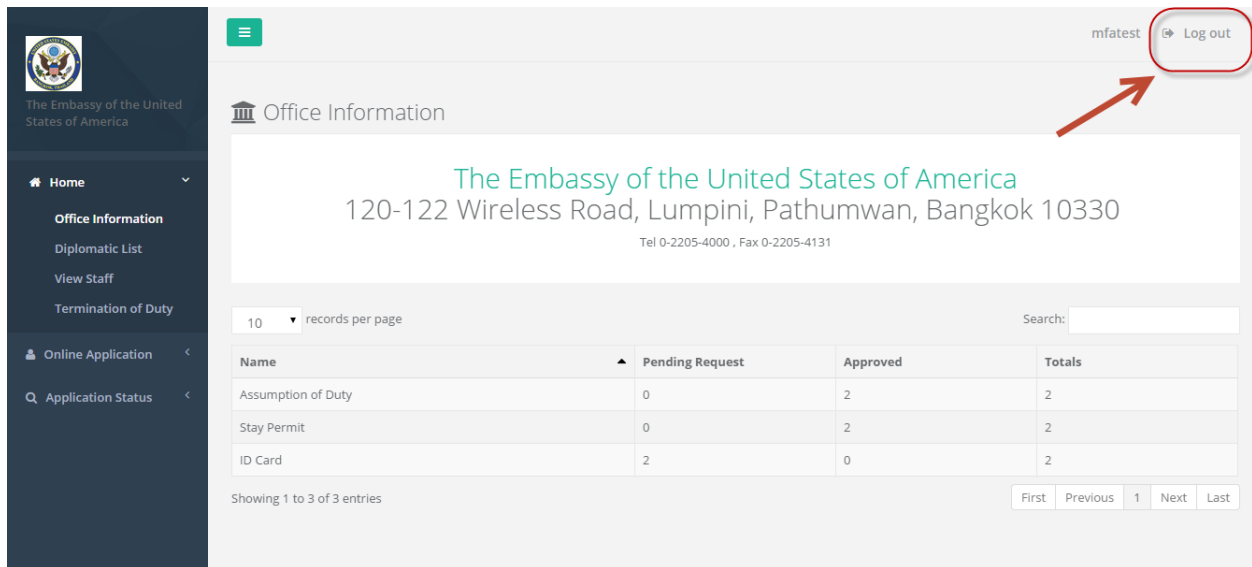 mfatest Log out
The Embassy of the United
States of America
Home
Office Information
Diplomatic List
View Staff
Termination of Duty
Online Application
Application Status
Office Information
The Embassy of the United States of America
120-122 Wireless Road, Lumpini, Pathumwan, Bangkok 10330
Tel 0-2205-4000 , Fax 0-2205-4131
10 records per page Search:
Name Pending Request Approved Totals
Assumption of Duty 0 2 2
Stay Permit 0 2 2
ID Card 2 0 2
Showing 1 to 3 of 3 entries First Previous 1 Next Last